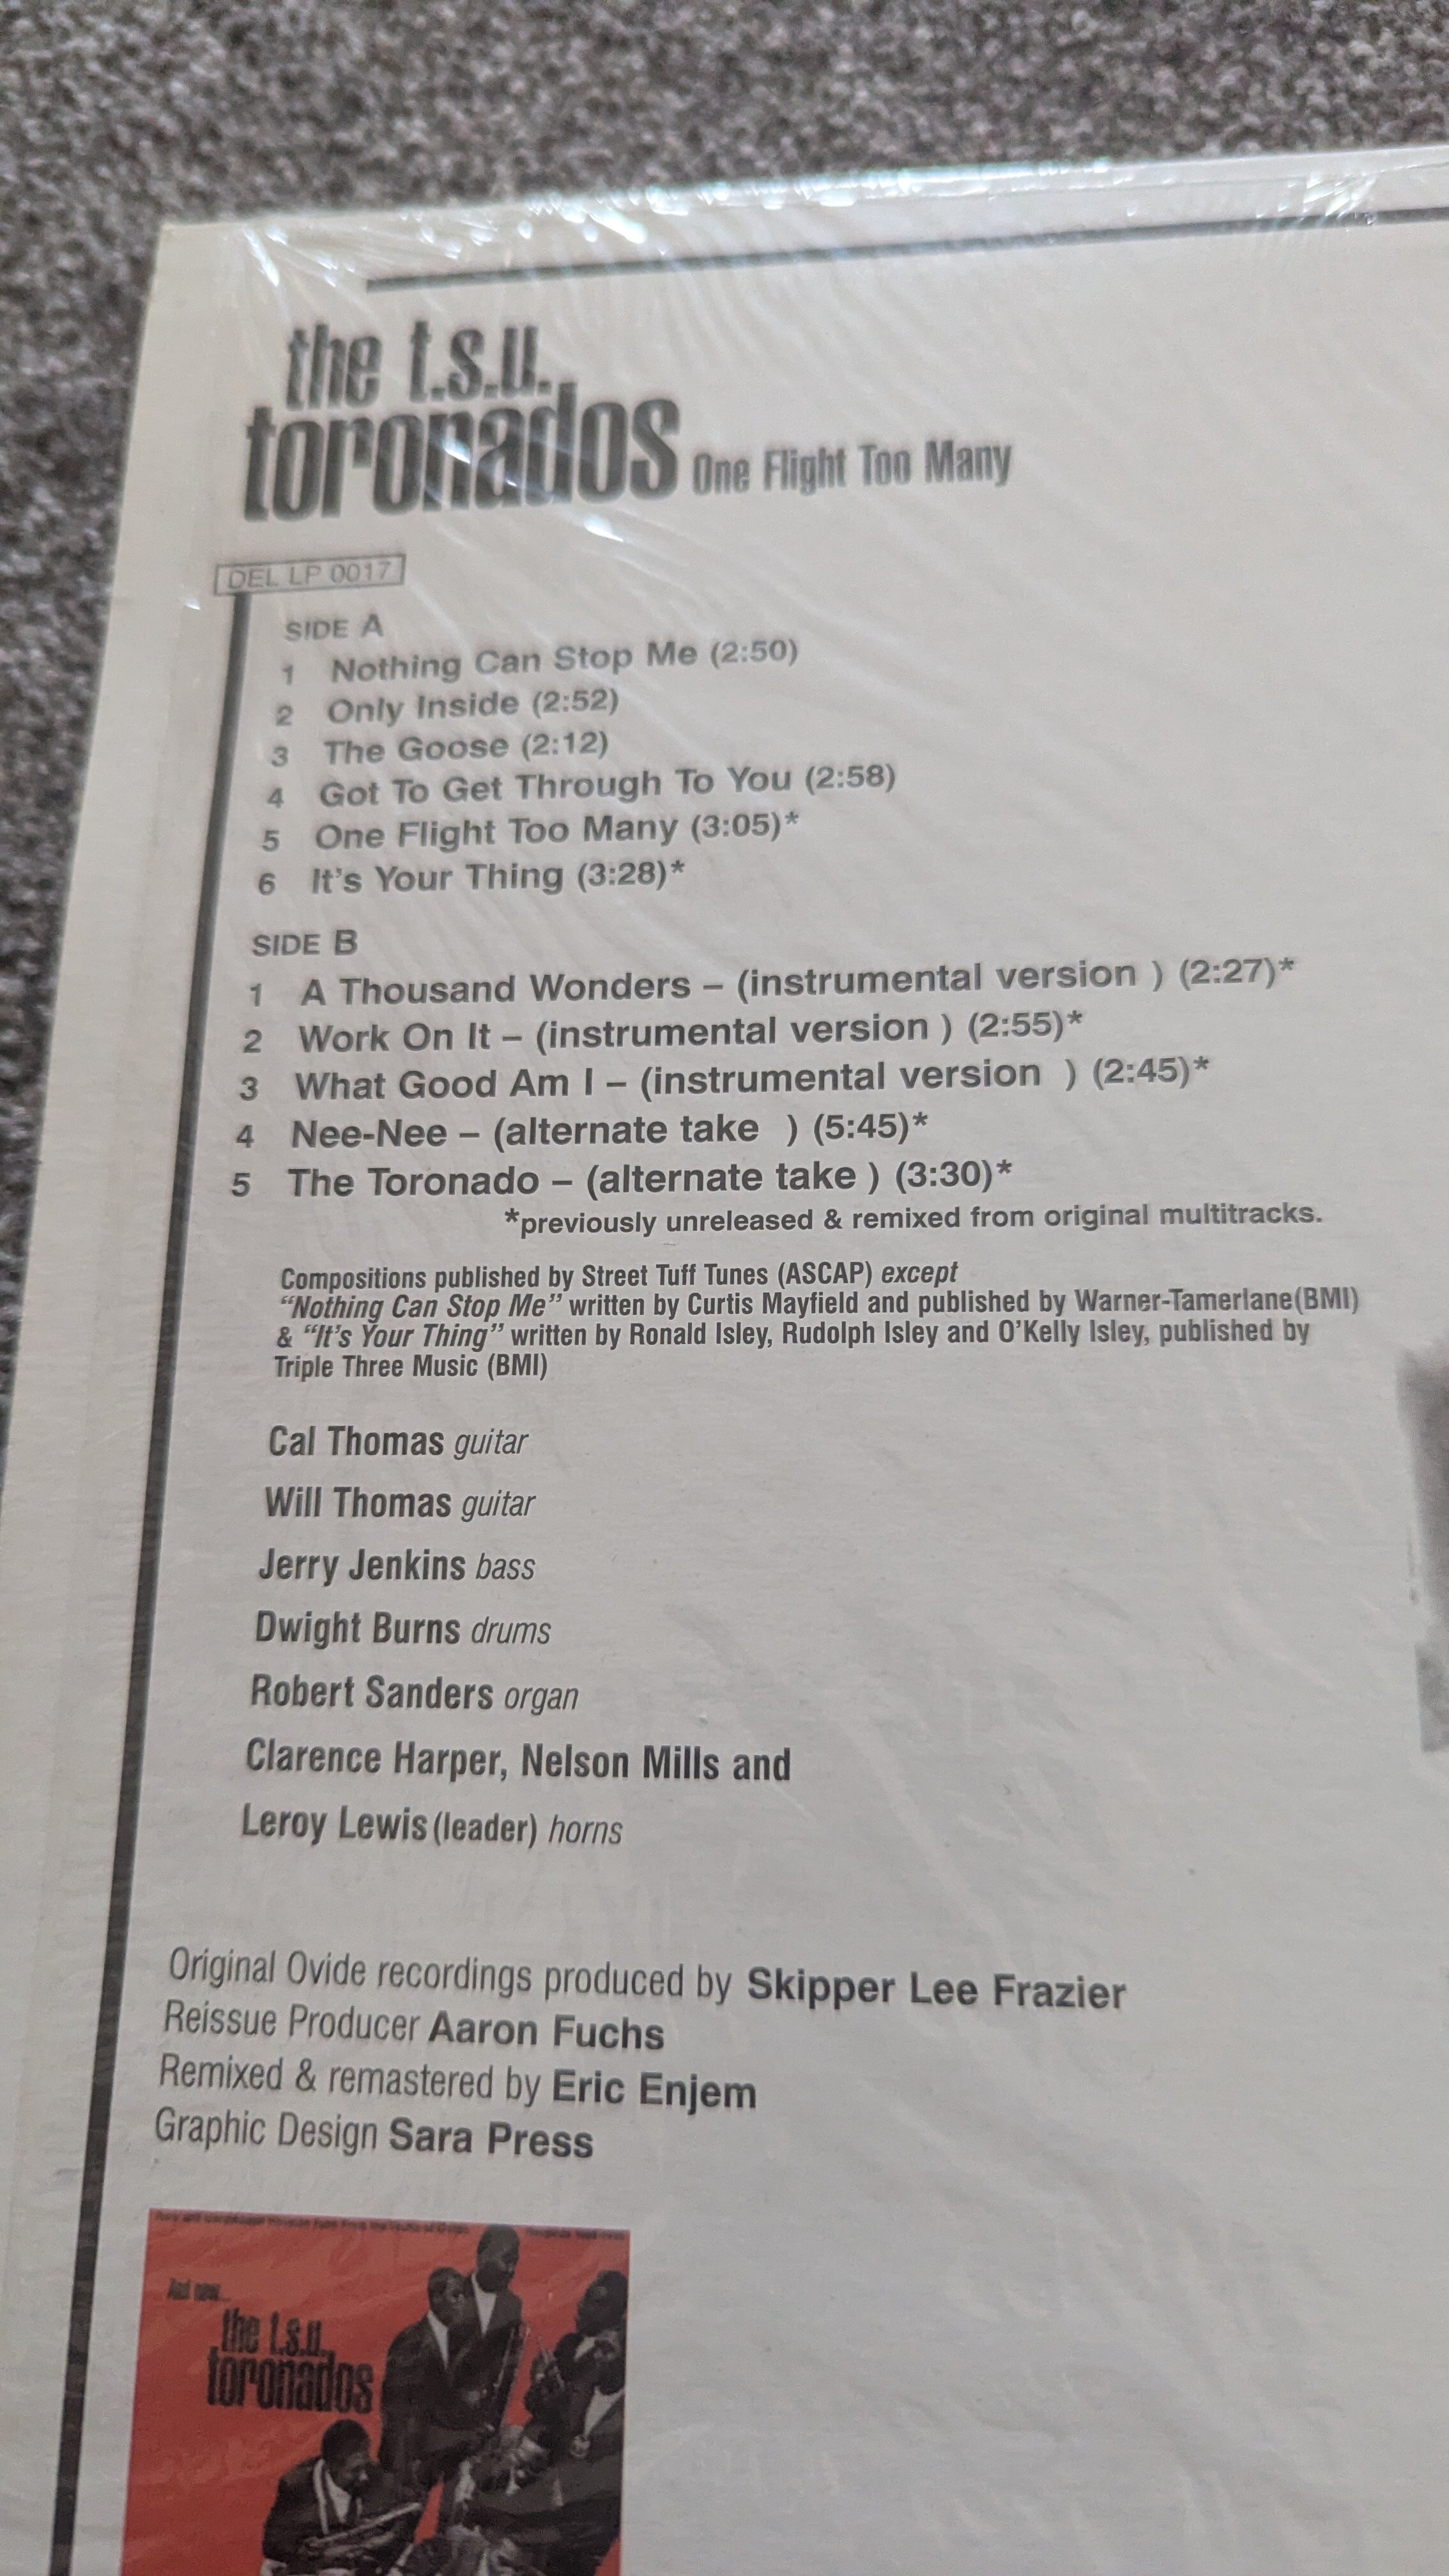 the t.s.u.
toronados One Flight Too Many
DEL LP 0017
SIDE A
1 Nothing Can Stop Me (2:50)
2 Only Inside (2:52)
3 The Goose (2:12)
4 Got To Get Through To You (2:58)
5 One Flight Too Many (3:05)*
6 It's Your Thing (3:28)*
SIDE B
1 A Thousand Wonders – (instrumental version ) (2:27)*
2 Work On It – (instrumental version ) (2:55)*
3 What Good Am I – (instrumental version ) (2:45)*
4 Nee-Nee – (alternate take ) (5:45)*
5 The Toronado – (alternate take ) (3:30)*
*previously unreleased & remixed from original multitracks.
Compositions published by Street Tuff Tunes (ASCAP) except
“Nothing Can Stop Me” written by Curtis Mayfield and published by Warner-Tamerlane(BMI)
& “It's Your Thing” written by Ronald Isley, Rudolph Isley and O'Kelly Isley, published by
Triple Three Music (BMI)
Cal Thomas guitar
Will Thomas guitar
Jerry Jenkins bass
Dwight Burns drums
Robert Sanders organ
Clarence Harper, Nelson Mills and
Leroy Lewis (leader) horns
Original Ovide recordings produced by Skipper Lee Frazier
Reissue Producer Aaron Fuchs
Remixed & remastered by Eric Enjem
Graphic Design Sara Press
And now...
the t.s.u.
toronados